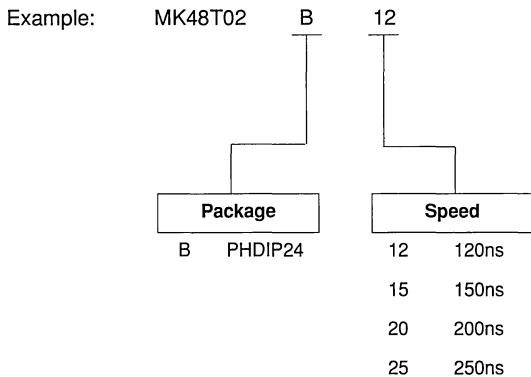 Example: MK48T02 B 12
Package Speed
B PHDIP24 12 120ns
15 150ns
20 200ns
25 250ns